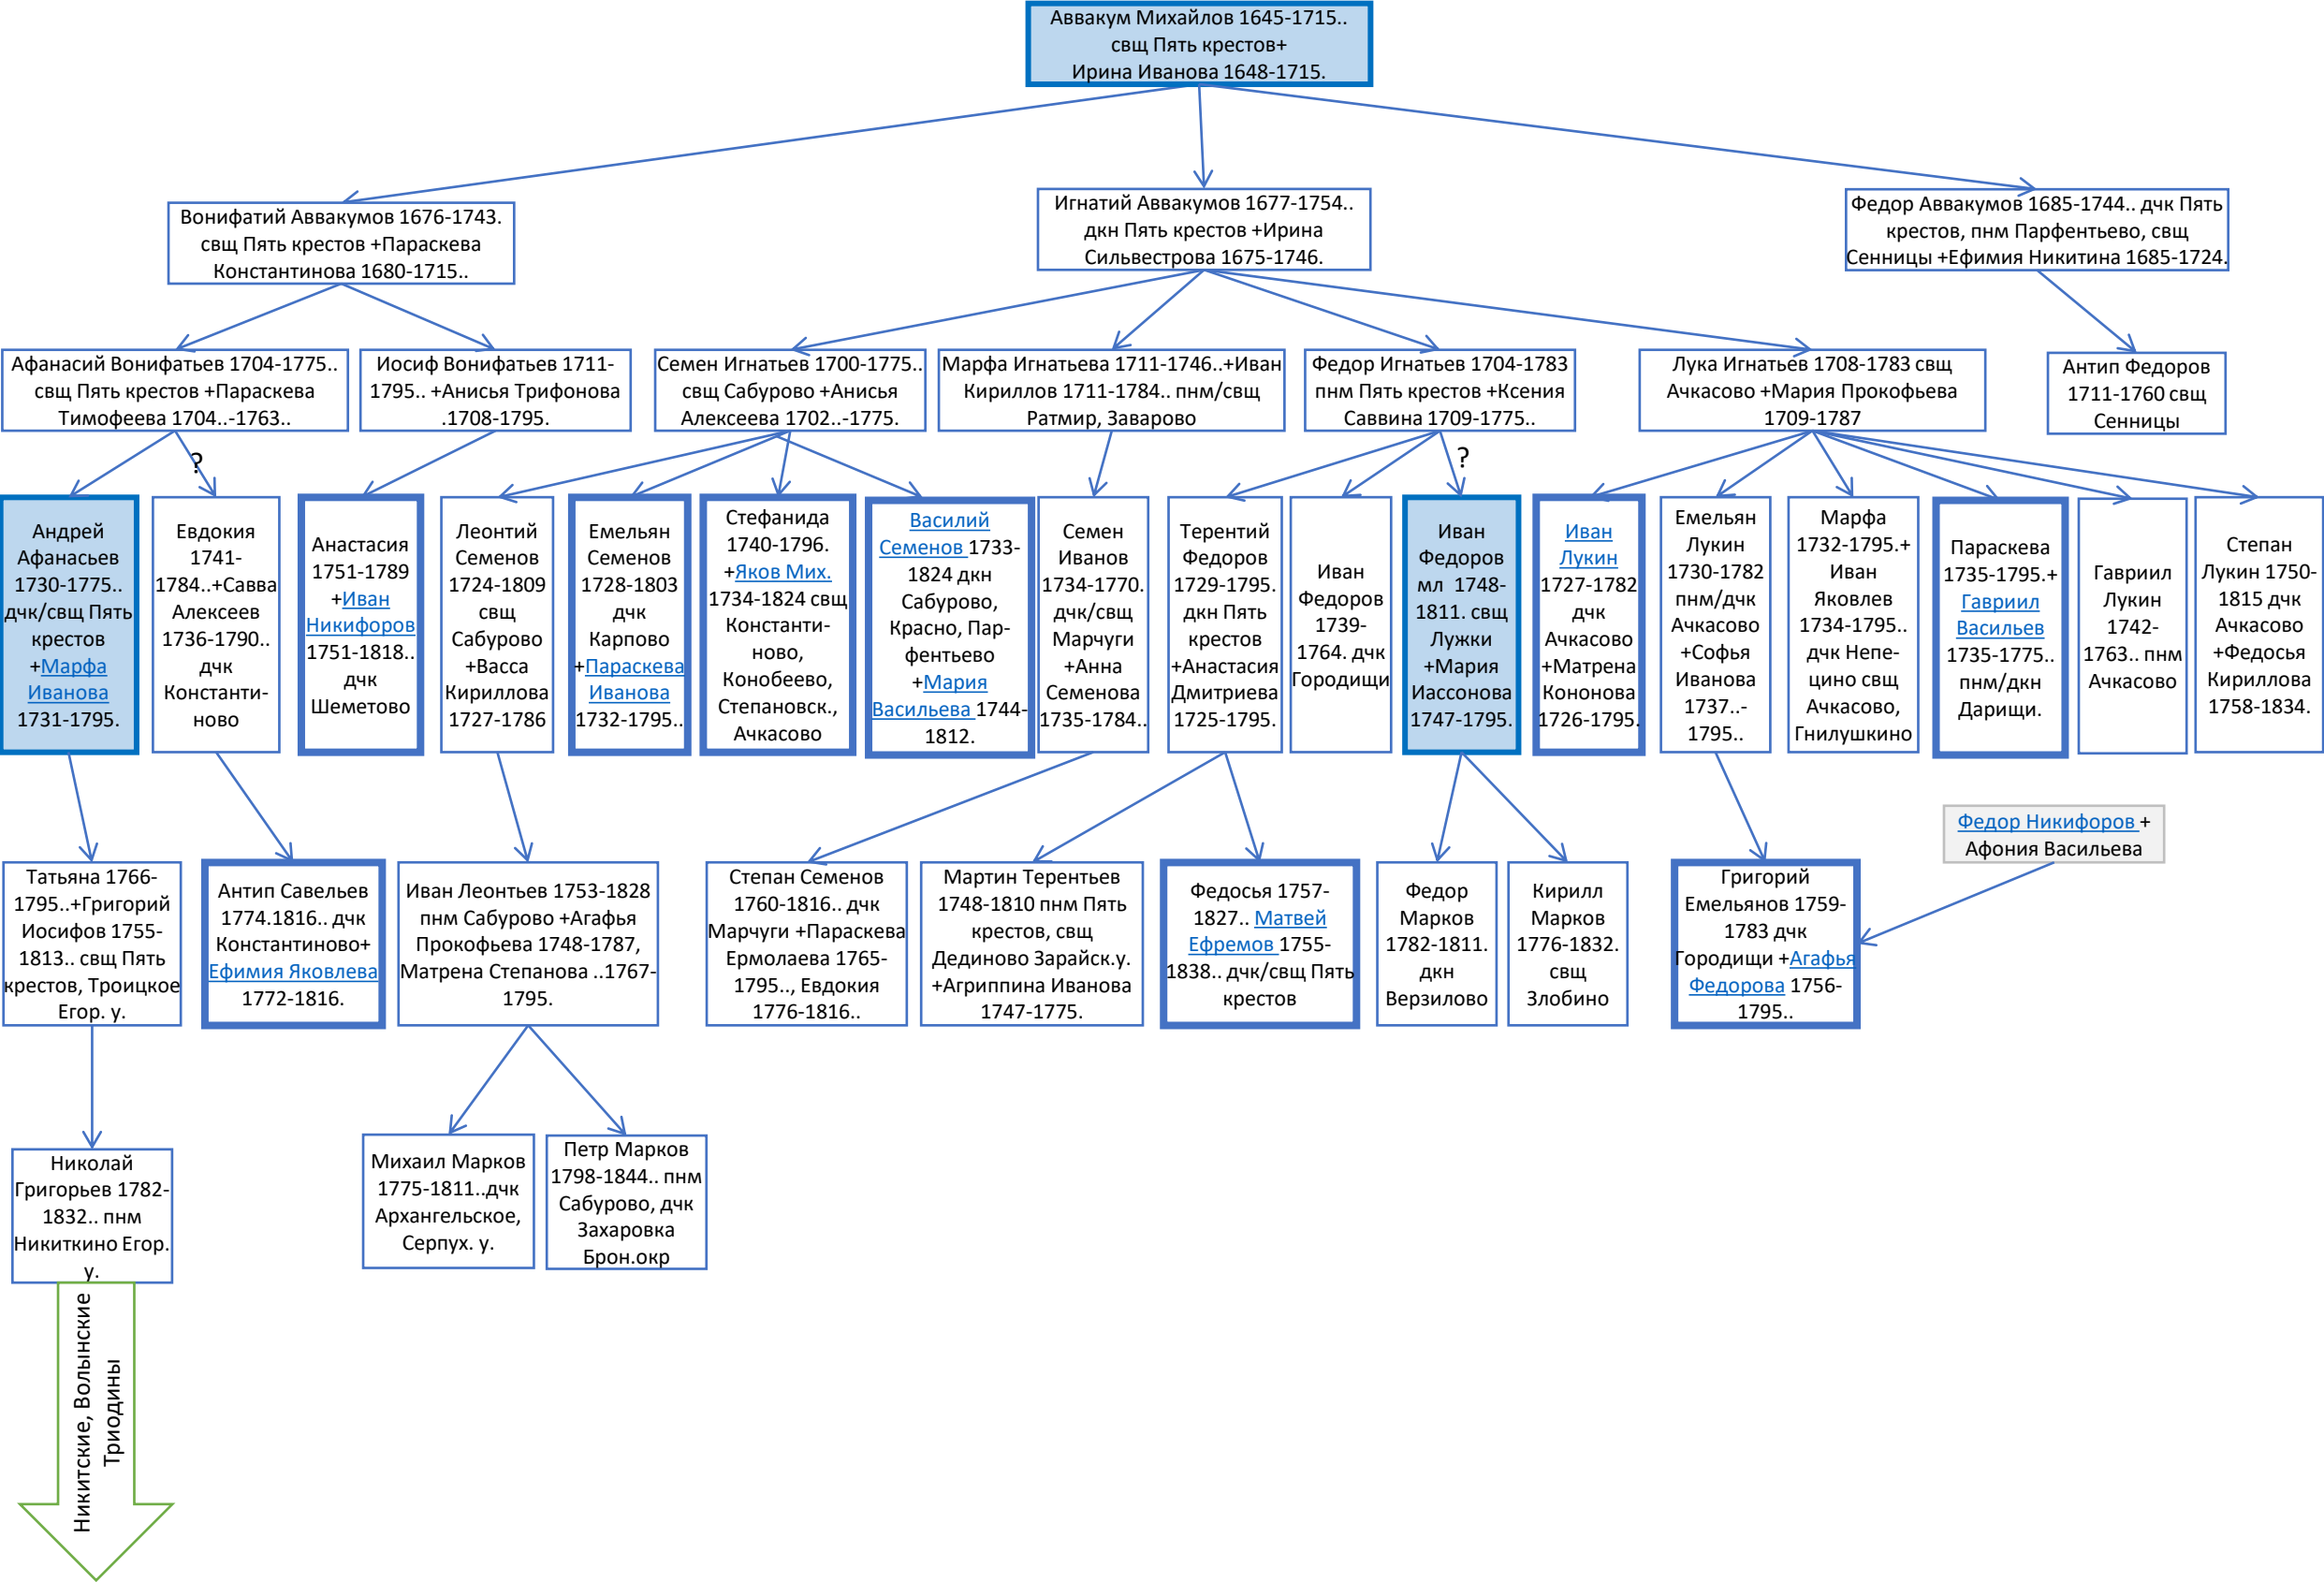 Аввакум Михайлов 1645-1715..
свщ Пять крестов+
Ирина Иванова 1648-1715.
Вонифатий Аввакумов 1676-1743.
свщ Пять крестов +Параскева
Константинова 1680-1715..
Игнатий Аввакумов 1677-1754..
дкн Пять крестов +Ирина
Сильвестрова 1675-1746.
Федор Аввакумов 1685-1744.. дчк Пять
крестов, пнм Парфентьево, свщ
Сенницы +Ефимия Никитина 1685-1724.
Афанасий Вонифатьев 1704-1775..
свщ Пять крестов +Параскева
Тимофеева 1704..-1763..
Иосиф Вонифатьев 1711-
1795.. +Анисья Трифонова
.1708-1795.
Семен Игнатьев 1700-1775..
свщ Сабурово +Анисья
Алексеева 1702..-1775.
Марфа Игнатьева 1711-1746..+Иван
Кириллов 1711-1784.. пнм/свщ
Ратмир, Заварово
Федор Игнатьев 1704-1783
пнм Пять крестов +Ксения
Саввина 1709-1775..
Лука Игнатьев 1708-1783 свщ
Ачкасово +Мария Прокофьева
1709-1787
Антип Федоров
1711-1760 свщ
Сенницы
?
?
Андрей
Афанасьев
1730-1775..
дчк/свщ Пять
крестов
+Марфа
Иванова
1731-1795.
Евдокия
1741-
1784..+Савва
Алексеев
1736-1790..
дчк
Константи-
ново
Анастасия
1751-1789
+Иван
Никифоров
1751-1818..
дчк
Шеметово
Леонтий
Семенов
1724-1809
свщ
Сабурово
+Васса
Кириллова
1727-1786
Емельян
Семенов
1728-1803
дчк
Карпово
+Параскева
Иванова
1732-1795..
Стефанида
1740-1796.
+Яков Мих.
1734-1824 свщ
Константи-
ново,
Конобеево,
Степановск.,
Ачкасово
Василий
Семенов 1733-
1824 дкн
Сабурово,
Красно, Пар-
фентьево
+Мария
Васильева 1744-
1812.
Семен
Иванов
1734-1770.
дчк/свщ
Марчуги
+Анна
Семенова
1735-1784..
Терентий
Федоров
1729-1795.
дкн Пять
крестов
+Анастасия
Дмитриева
1725-1795.
Иван
Федоров
1739-
1764. дчк
Городищи
Иван
Федоров
мл 1748-
1811. свщ
Лужки
+Мария
Иассонова
1747-1795.
Иван
Лукин
1727-1782
дчк
Ачкасово
+Матрена
Кононова
1726-1795.
Емельян
Лукин
1730-1782
пнм/дчк
Ачкасово
+Софья
Иванова
1737..-
1795..
Марфа
1732-1795.+
Иван
Яковлев
1734-1795..
дчк Непе-
цино свщ
Ачкасово,
Гнилушкино
Параскева
1735-1795.+
Гавриил
Васильев
1735-1775..
пнм/дкн
Дарищи.
Гавриил
Лукин
1742-
1763.. пнм
Ачкасово
Степан
Лукин 1750-
1815 дчк
Ачкасово
+Федосья
Кириллова
1758-1834.
Федор Никифоров +
Афония Васильева
Татьяна 1766-
1795..+Григорий
Иосифов 1755-
1813.. свщ Пять
крестов, Троицкое
Егор. у.
Антип Савельев
1774.1816.. дчк
Константиново+
Ефимия Яковлева
1772-1816.
Иван Леонтьев 1753-1828
пнм Сабурово +Агафья
Прокофьева 1748-1787,
Матрена Степанова ..1767-
1795.
Степан Семенов
1760-1816.. дчк
Марчуги +Параскева
Ермолаева 1765-
1795.., Евдокия
1776-1816..
Мартин Терентьев
1748-1810 пнм Пять
крестов, свщ
Дединово Зарайск.у.
+Агриппина Иванова
1747-1775.
Федосья 1757-
1827.. Матвей
Ефремов 1755-
1838.. дчк/свщ Пять
крестов
Федор
Марков
1782-1811.
дкн
Верзилово
Кирилл
Марков
1776-1832.
свщ
Злобино
Григорий
Емельянов 1759-
1783 дчк
Городищи +Агафья
Федорова 1756-
1795..
Николай
Григорьев 1782-
1832.. пнм
Никиткино Егор.
у.
Михаил Марков
1775-1811..дчк
Архангельское,
Серпух. у.
Петр Марков
1798-1844.. пнм
Сабурово, дчк
Захаровка
Брон.окр
Никитские, Волынские
Триодины